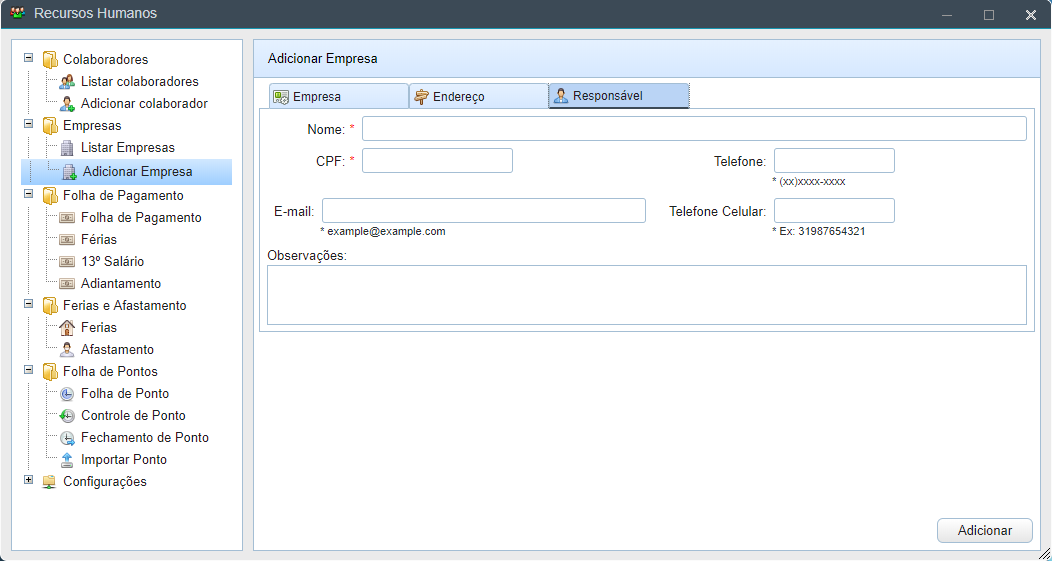 Recursos Humanos
Colaboradores
Listar colaboradores
Adicionar colaborador
Empresas
Listar Empresas
Adicionar Empresa
Folha de Pagamento
Folha de Pagamento
Férias
13º Salário
Adiantamento
Ferias e Afastamento
Ferias
Afastamento
Folha de Pontos
Folha de Ponto
Controle de Ponto
Fechamento de Ponto
Importar Ponto
Configurações
Adicionar Empresa
Empresa Endereço Responsável
Nome: *
CPF: * Telefone:
* (xx)xxxx-xxxx
E-mail: Telefone Celular:
* example@example.com * Ex: 31987654321
Observações:
Adicionar